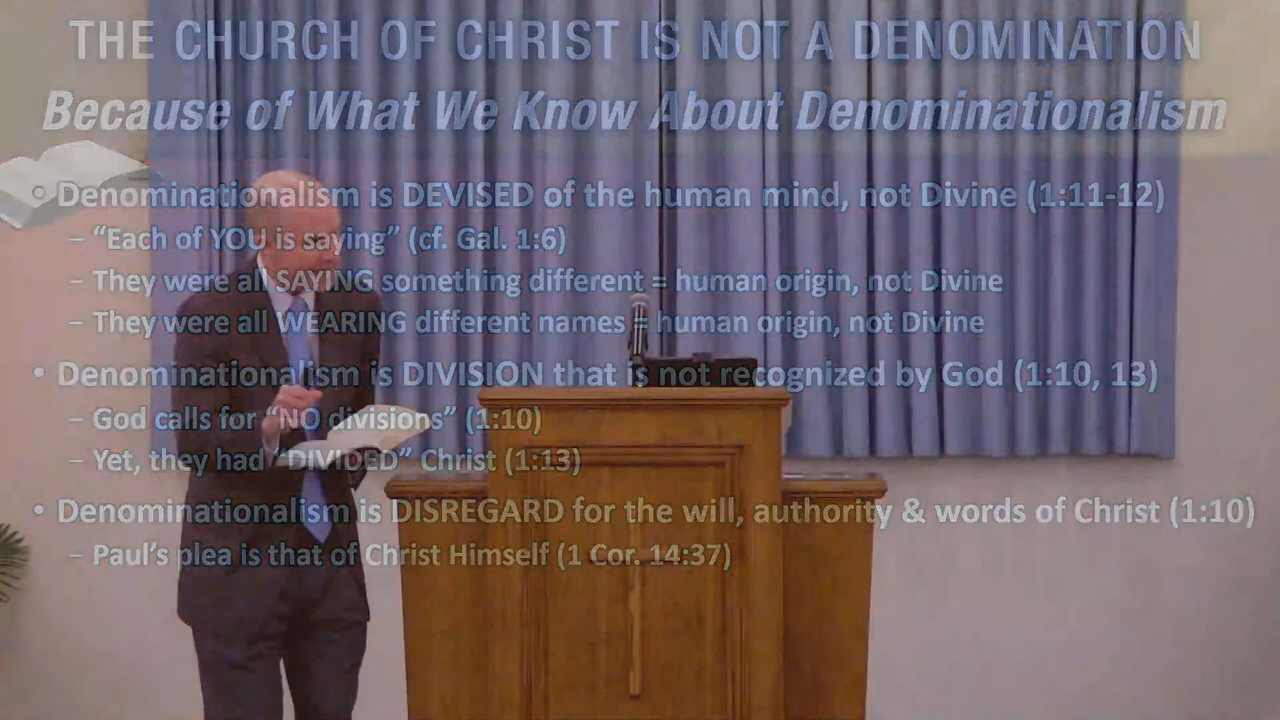 THE CHURCH OF CHRIST IS NOT A DENOMINATION
Because of What We Know About Denominationalism
• Denominationalism is DEVISED of the human mind, not Divine (1:11-12)
– “Each of YOU is saying” (cf. Gal. 1:6)
– They were all SAYING something different = human origin, not Divine
– They were all WEARING different names = human origin, not Divine
• Denominationalism is DIVISION that is not recognized by God (1:10, 13)
– God calls for “NO divisions” (1:10)
– Yet, they had “DIVIDED” Christ (1:13)
• Denominationalism is DISREGARD for the will, authority & words of Christ (1:10)
– Paul’s plea is that of Christ Himself (1 Cor. 14:37)